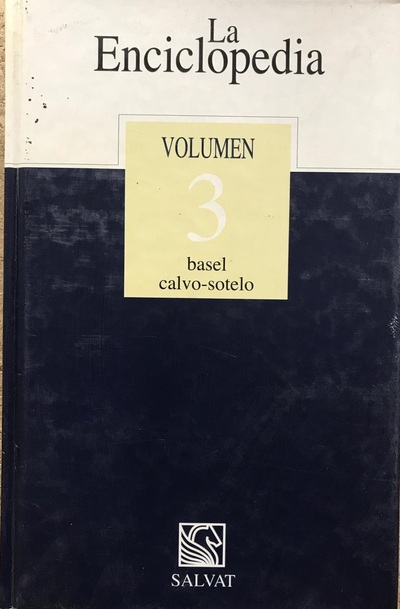 La
Enciclopedia
VOLUMEN
3
basel
calvo-sotelo
SALVAT